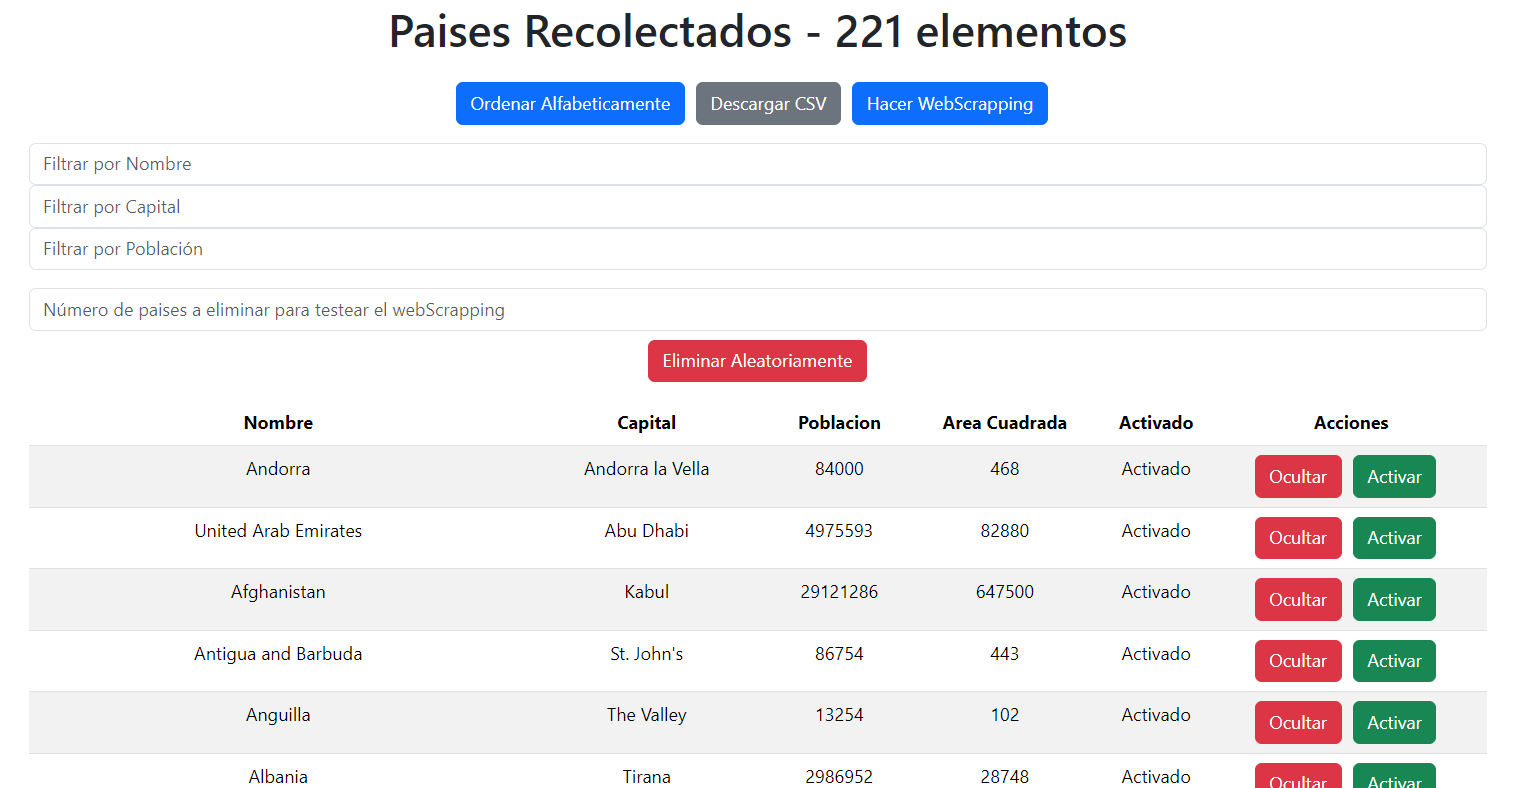 Paises Recolectados - 221 elementos
Ordenar Alfabeticamente Descargar CSV Hacer WebScrapping
Filtrar por Nombre
Filtrar por Capital
Filtrar por Población
Número de paises a eliminar para testear el webScrapping
Eliminar Aleatoriamente
Nombre Capital Poblacion Area Cuadrada Activado Acciones
Andorra Andorra la Vella 84000 468 Activado Ocultar Activar
United Arab Emirates Abu Dhabi 4975593 82880 Activado Ocultar Activar
Afghanistan Kabul 29121286 647500 Activado Ocultar Activar
Antigua and Barbuda St. John's 86754 443 Activado Ocultar Activar
Anguilla The Valley 13254 102 Activado Ocultar Activar
Albania Tirana 2986952 28748 Activado Ocultar Activar